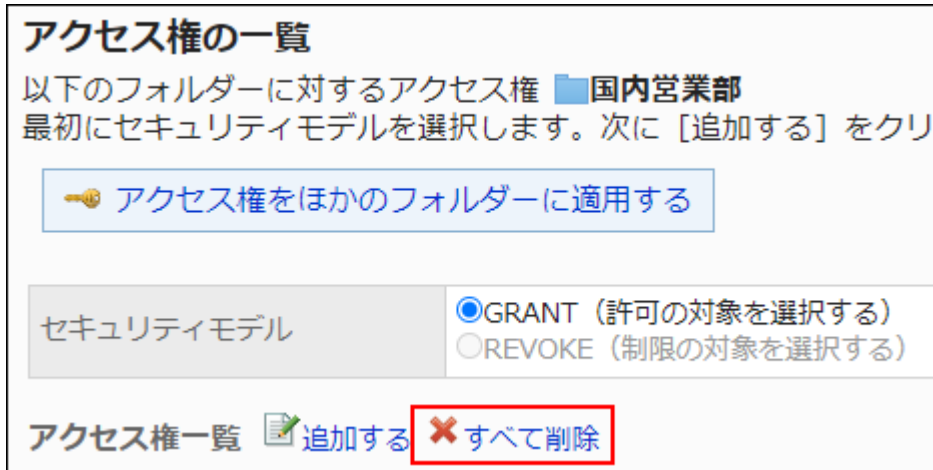 アクセス権の一覧
以下のフォルダーに対するアクセス権 国内営業部
最初にセキュリティモデルを選択します。次に［追加する］をクリ
アクセス権をほかのフォルダーに適用する
セキュリティモデル
GRANT（許可の対象を選択する）
REVOKE（制限の対象を選択する）
アクセス権一覧 追加する すべて削除